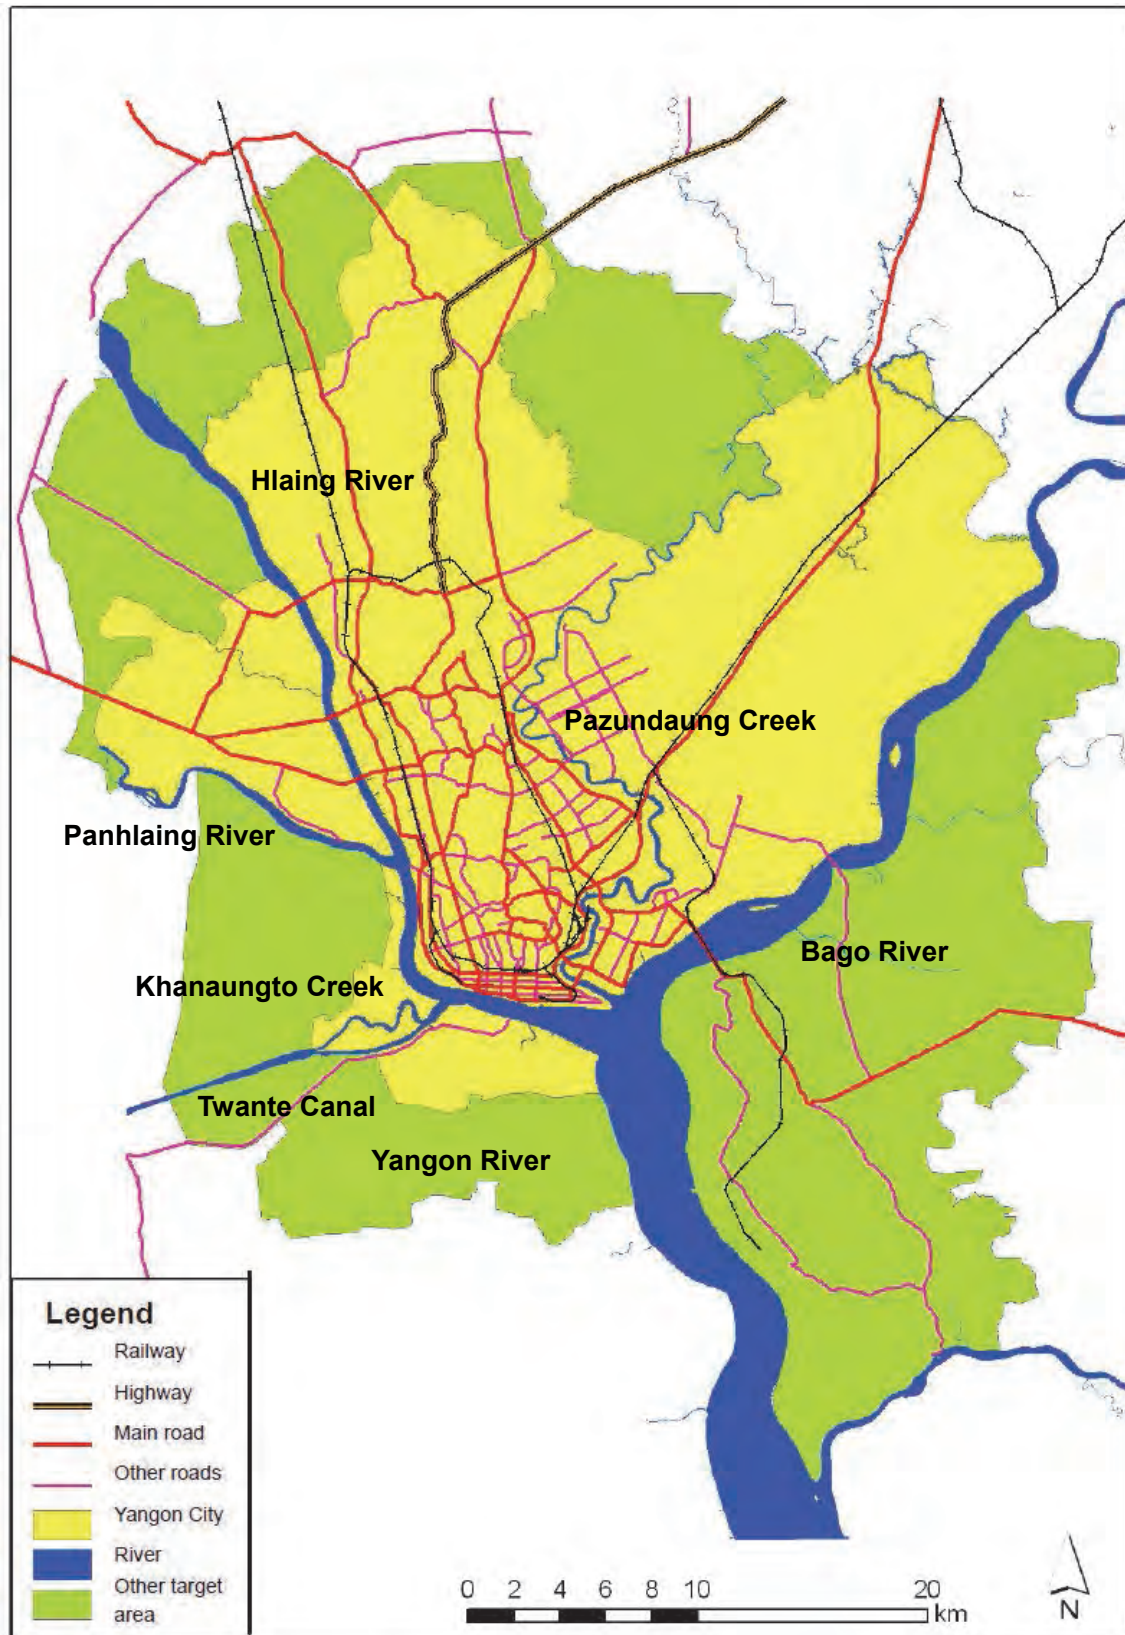 Hlaing River
Pazundaung Creek
Panhlaing River
Bago River
Khanaungto Creek
Twante Canal
Yangon River
Legend
Railway
Highway
Main road
Other roads
Yangon City
River
Other target
area
0 2 4 6 8 10 20
km
N